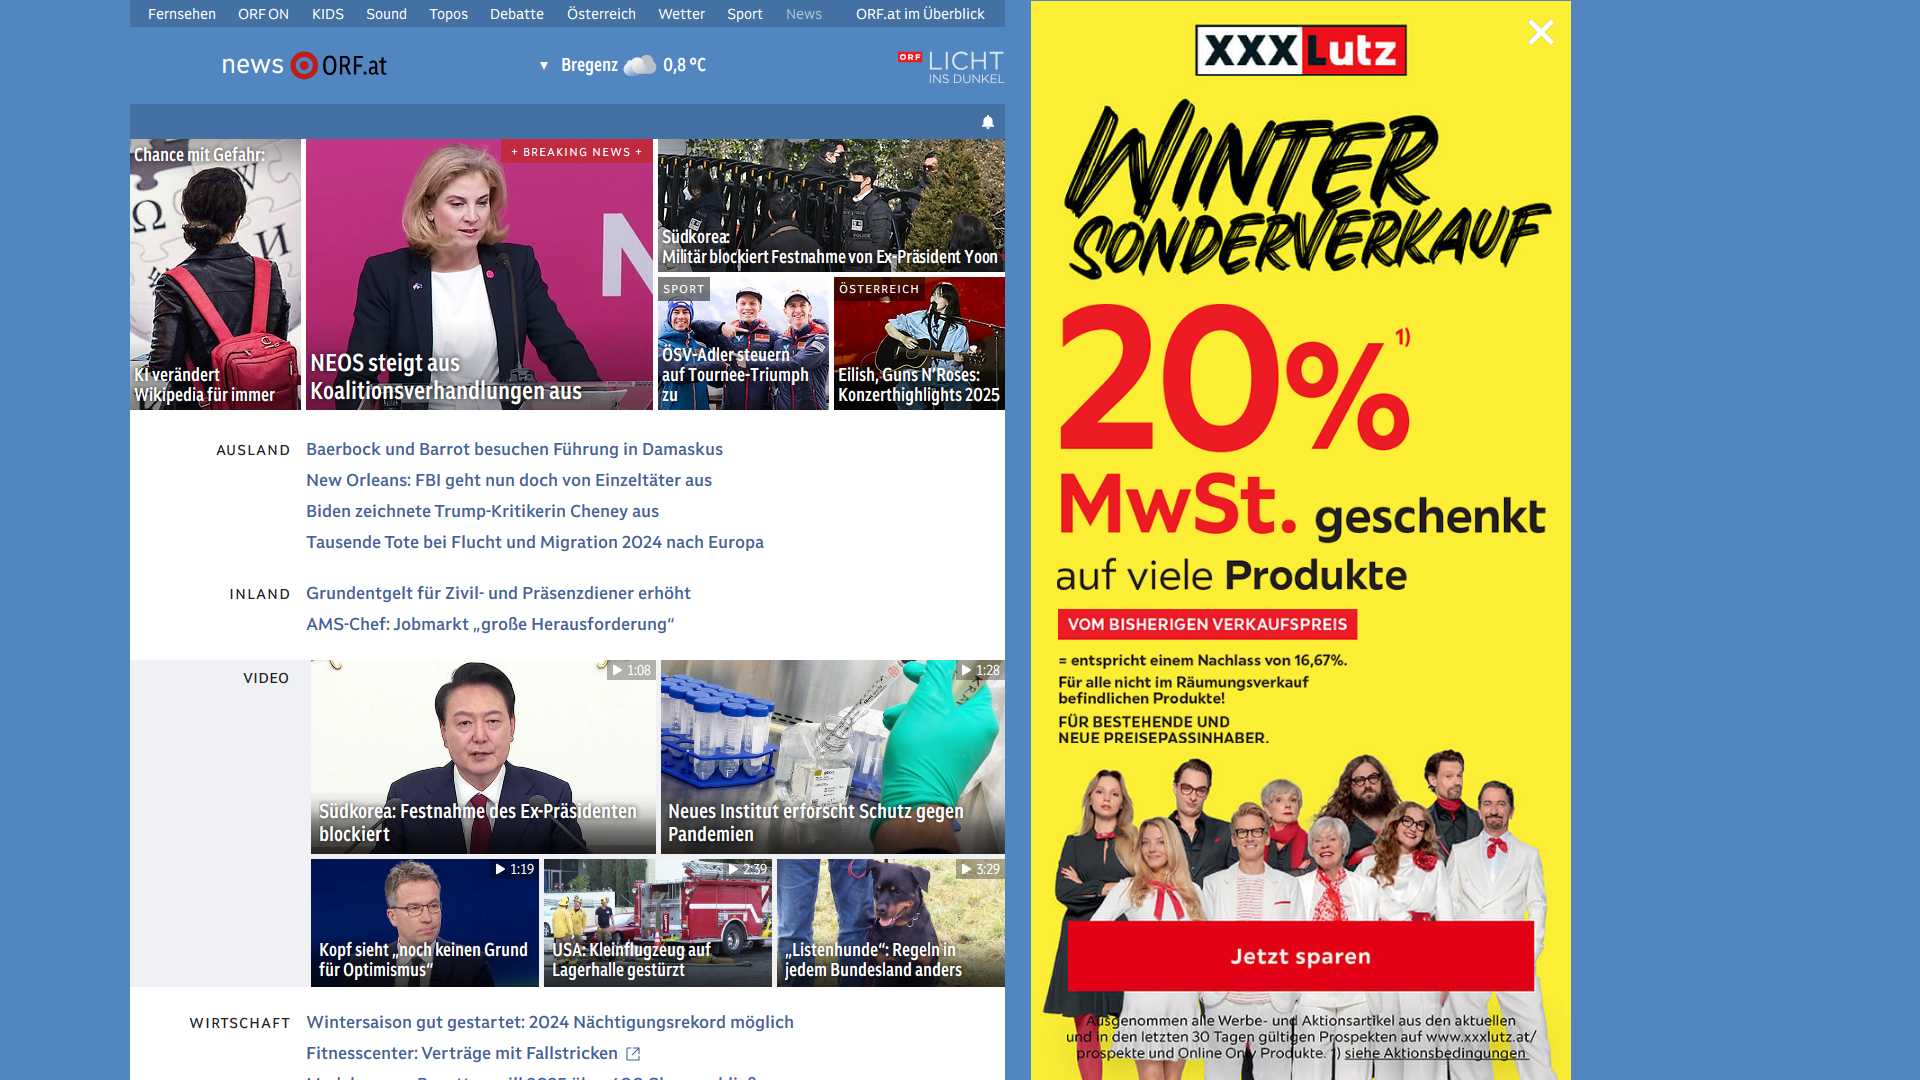 Fernsehen ORF ON KIDS Sound Topos Debatte Österreich Wetter Sport News ORF.at im Überblick
news ORF.at
Bregenz 0,8 °C
ORF LICHT
INS DUNKEL
Chance mit Gefahr:
KI verändert
Wikipedia für immer
+ BREAKING NEWS +
NEOS steigt aus
Koalitionsverhandlungen aus
Südkorea:
Militär blockiert Festnahme von Ex-Präsident Yoon
SPORT
ÖSV-Adler steuern
auf Tournee-Triumph
zu
ÖSTERREICH
Eilish, Guns N’Roses:
Konzerthighlights 2025
AUSLAND
Baerbock und Barrot besuchen Führung in Damaskus
New Orleans: FBI geht nun doch von Einzeltäter aus
Biden zeichnete Trump-Kritikerin Cheney aus
Tausende Tote bei Flucht und Migration 2024 nach Europa
INLAND
Grundentgelt für Zivil- und Präsenzdiener erhöht
AMS-Chef: Jobmarkt „große Herausforderung“
VIDEO
1:08
Südkorea: Festnahme des Ex-Präsidenten
blockiert
1:28
Neues Institut erforscht Schutz gegen
Pandemien
1:19
Kopf sieht „noch keinen Grund
für Optimismus“
2:39
USA: Kleinflugzeug auf
Lagerhalle gestürzt
3:29
„Listenhunde“: Regeln in
jedem Bundesland anders
WIRTSCHAFT
Wintersaison gut gestartet: 2024 Nächtigungsrekord möglich
Fitnesscenter: Verträge mit Fallstricken
XXXLutz
WINTER
SONDERVERKAUF
20% 1)
MwSt. geschenkt
auf viele Produkte
VOM BISHERIGEN VERKAUFSPREIS
= entspricht einem Nachlass von 16,67%.
Für alle nicht im Räumungsverkauf
befindlichen Produkte!
FÜR BESTEHENDE UND
NEUE PREISEPASSINHABER.
Jetzt sparen
Ausgenommen alle Werbe- und Aktionsartikel aus den aktuellen
und in den letzten 30 Tagen gültigen Prospekten auf www.xxxlutz.at/
prospekte und Online Only Produkte. 1) siehe Aktionsbedingungen